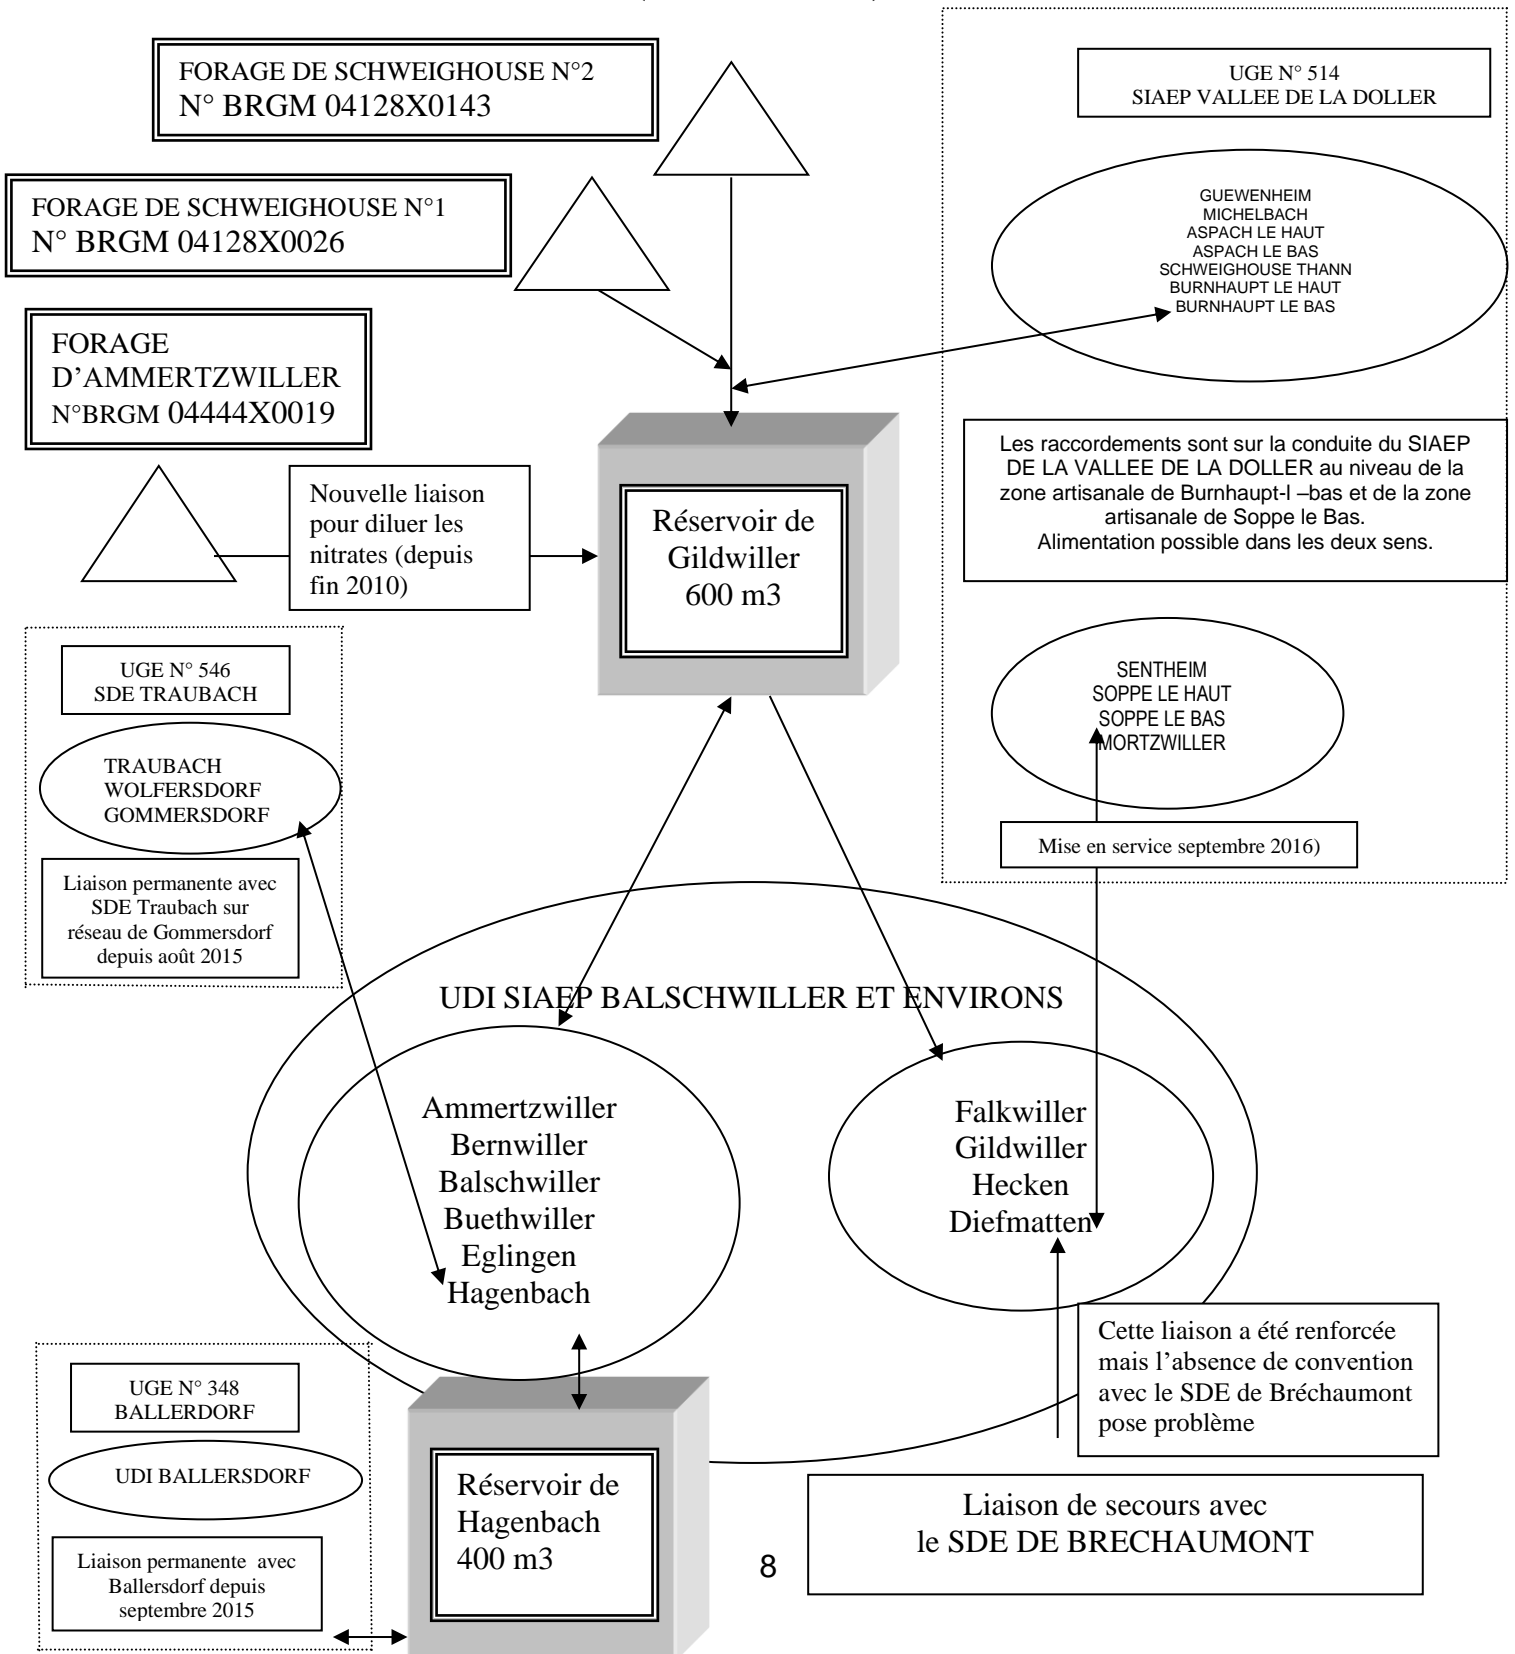 FORAGE DE SCHWEIGHOUSE N°2
N° BRGM 04128X0143
UGE N° 514
SIAEP VALLEE DE LA DOLLER
FORAGE DE SCHWEIGHOUSE N°1
N° BRGM 04128X0026
GUEWENHEIM
MICHELBACH
ASPACH LE HAUT
ASPACH LE BAS
SCHWEIGHOUSE THANN
BURNHAUPT LE HAUT
BURNHAUPT LE BAS
FORAGE
D'AMMERTZWILLER
N°BRGM 04444X0019
Les raccordements sont sur la conduite du SIAEP
DE LA VALLEE DE LA DOLLER au niveau de la
zone artisanale de Burnhaupt-l –bas et de la zone
artisanale de Soppe le Bas.
Alimentation possible dans les deux sens.
Nouvelle liaison
pour diluer les
nitrates (depuis
fin 2010)
Réservoir de
Gildwiller
600 m3
UGE N° 546
SDE TRAUBACH
TRAUBACH
WOLFERSDORF
GOMMERSDORF
Liaison permanente avec
SDE Traubach sur
réseau de Gommersdorf
depuis août 2015
SENTHEIM
SOPPE LE HAUT
SOPPE LE BAS
MORTZWILLER
Mise en service septembre 2016)
UDI SIAEP BALSCHWILLER ET ENVIRONS
Ammertzwiller
Bernwiller
Balschwiller
Buethwiller
Eglingen
Hagenbach
Falkwiller
Gildwiller
Hecken
Diefmatten
Cette liaison a été renforcée
mais l'absence de convention
avec le SDE de Bréchaumont
pose problème
UGE N° 348
BALLERDORF
UDI BALLERSDORF
Liaison permanente  avec
Ballersdorf depuis
septembre 2015
Réservoir de
Hagenbach
400 m3
Liaison de secours avec
le SDE DE BRECHAUMONT
8